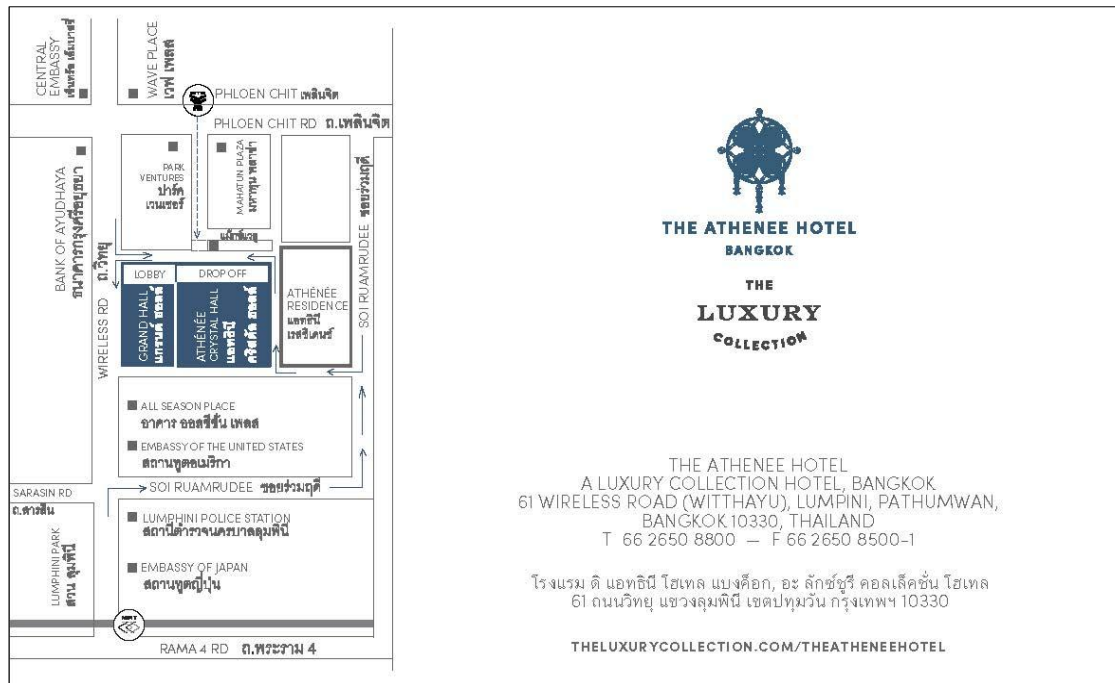 CENTRAL
EMBASSY
เซ็นทรัล เอ็มบาสซี
WAVE PLACE
เวฟ เพลส
PHLOEN CHIT เพลินจิต
PHLOEN CHIT RD ถ.เพลินจิต
BANK OF AYUDHAYA
ธนาคารกรุงศรีอยุธยา
PARK
VENTURES
ปาร์ค
เวนเชอร์
MAHATUN PLAZA
มหาทุน พลาซ่า
SOI RUAMRUDEE ซอยร่วมฤดี
WIRELESS RD ถ.วิทยุ
LOBBY
DROP OFF
GRAND HALL
แกรนด์ ฮอลล์
ATHÉNÉE
CRYSTAL HALL
แอทธินี
คริสตัล ฮอลล์
ATHÉNÉE
RESIDENCE
แอทธินี
เรสซิเดนซ์
ALL SEASON PLACE
อาคาร ออลซีซั่น เพลส
EMBASSY OF THE UNITED STATES
สถานทูตอเมริกา
SOI RUAMRUDEE ซอยร่วมฤดี
SARASIN RD
ถ.สารสิน
LUMPHINI POLICE STATION
สถานีตำรวจนครบาลลุมพินี
LUMPHINI PARK
สวน ลุมพินี
EMBASSY OF JAPAN
สถานทูตญี่ปุ่น
MRT
RAMA 4 RD ถ.พระราม 4
THE ATHENEE HOTEL
BANGKOK
THE
LUXURY
COLLECTION
THE ATHENEE HOTEL
A LUXURY COLLECTION HOTEL, BANGKOK
61 WIRELESS ROAD (WITTHAYU), LUMPINI, PATHUMWAN,
BANGKOK 10330, THAILAND
T 66 2650 8800 — F 66 2650 8500-1
โรงแรม ดิ แอทธินี โฮเทล แบงค็อก, อะ ลักซ์ชูรี คอลเล็คชั่น โฮเทล
61 ถนนวิทยุ แขวงลุมพินี เขตปทุมวัน กรุงเทพฯ 10330
THELUXURYCOLLECTION.COM/THEATHENEEHOTEL